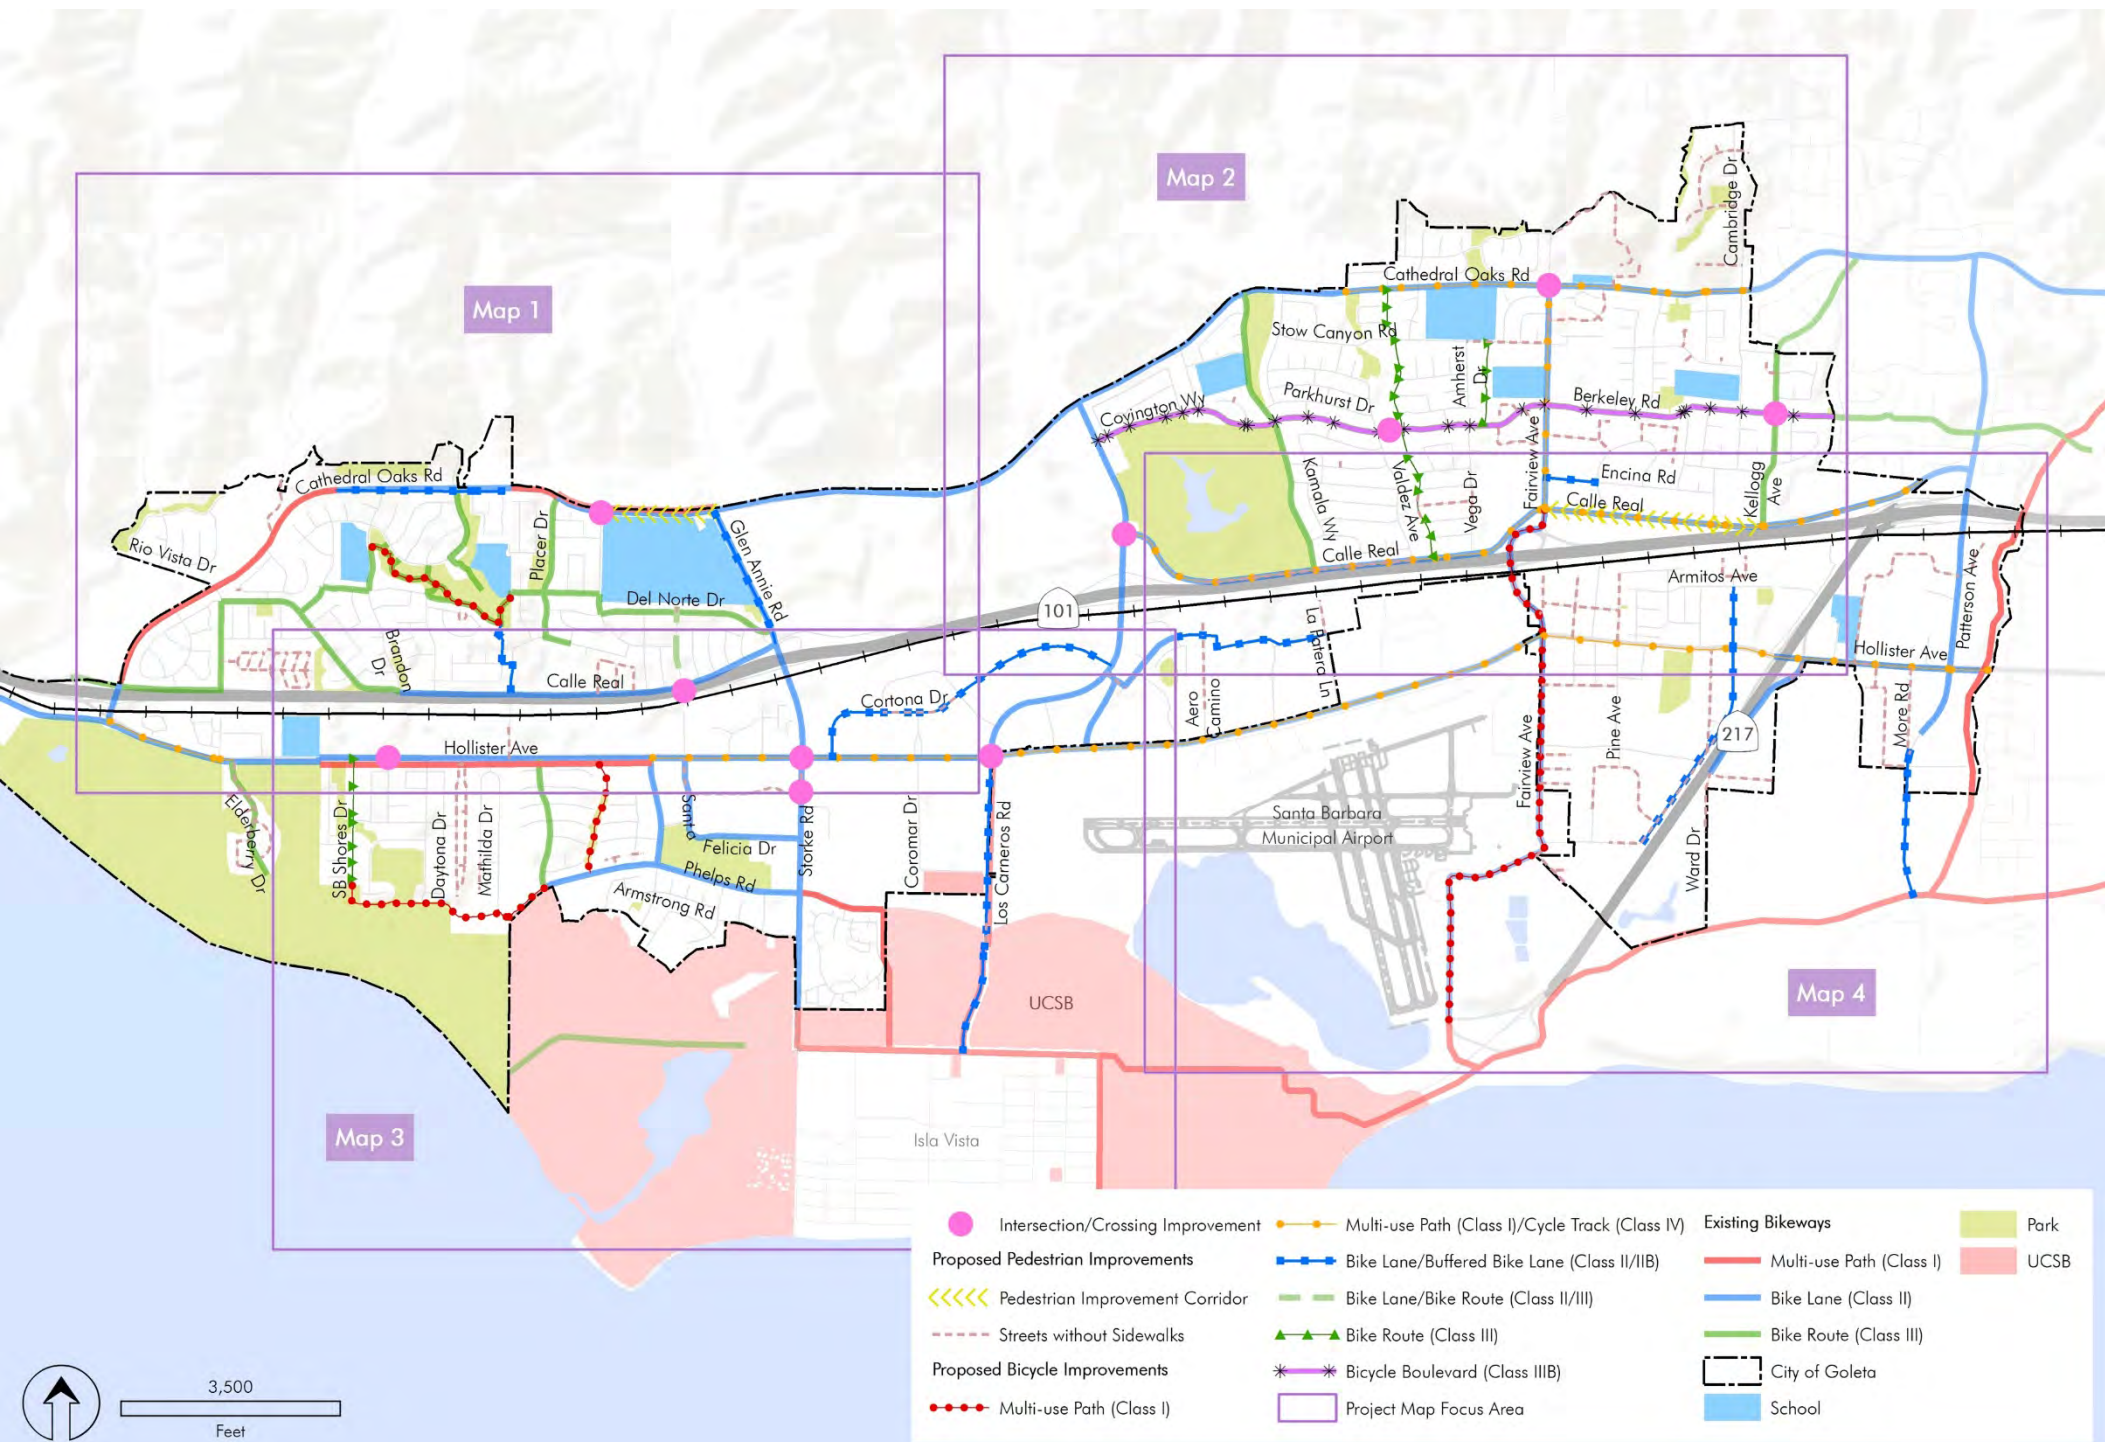 Map 2
Cambridge Dr
Map 1
Cathedral Oaks Rd
Stow Canyon Rd
Amherst
Dr
Parkhurst Dr
Covington Wy
Berkeley Rd
Fairview Ave
Cathedral Oaks Rd
Encina Rd
Kellogg
Ave
Kamala Wy
Valdez Ave
Vega Dr
Calle Real
Placer Dr
Glen Annie Rd
Rio Vista Dr
Calle Real
Armitos Ave
Patterson Ave
Del Norte Dr
101
La Patera Ln
Brandon
Dr
Hollister Ave
Calle Real
Cortona Dr
Aero
Camino
Pine Ave
More Rd
217
Hollister Ave
Fairview Ave
Elderberry Dr
SB Shores Dr
Daytona Dr
Mathilda Dr
Santa
Felicia Dr
Storke Rd
Coromar Dr
Los Carneros Rd
Santa Barbara
Municipal Airport
Ward Dr
Phelps Rd
Armstrong Rd
UCSB
Map 4
Map 3
Isla Vista
Intersection/Crossing Improvement
Proposed Pedestrian Improvements
Pedestrian Improvement Corridor
Streets without Sidewalks
Proposed Bicycle Improvements
Multi-use Path (Class I)
Multi-use Path (Class I)/Cycle Track (Class IV)
Bike Lane/Buffered Bike Lane (Class II/IIB)
Bike Lane/Bike Route (Class II/III)
Bike Route (Class III)
Bicycle Boulevard (Class IIIB)
Project Map Focus Area
Existing Bikeways
Multi-use Path (Class I)
Bike Lane (Class II)
Bike Route (Class III)
City of Goleta
School
Park
UCSB
3,500
Feet